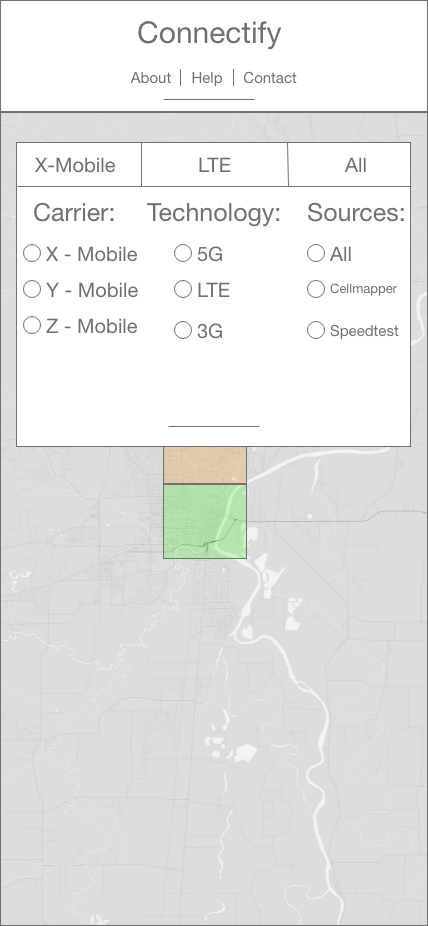 Connectify
About | Help | Contact
X-Mobile LTE All
Carrier: Technology: Sources:
X - Mobile 5G All
Y - Mobile LTE Cellmapper
Z - Mobile 3G Speedtest